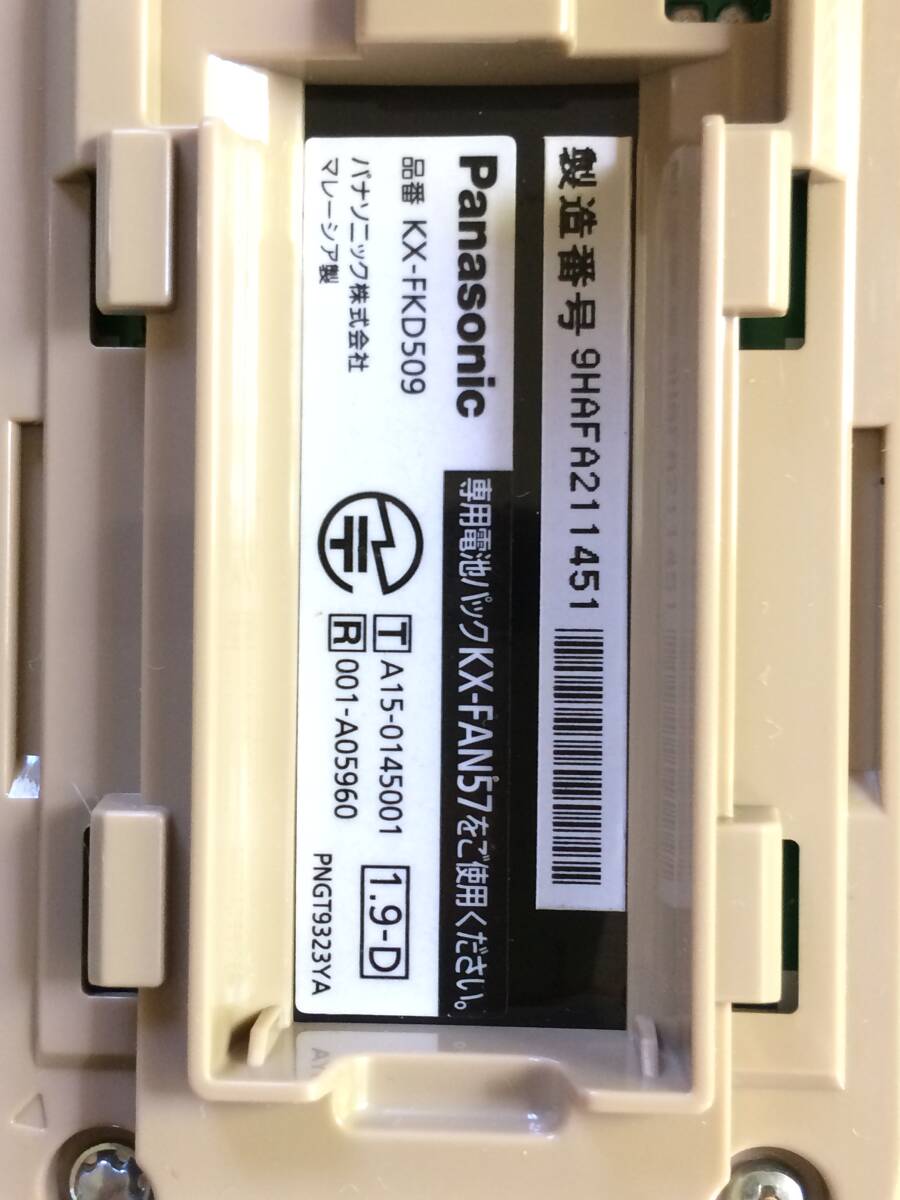 製造番号 9HAFA211451
Panasonic
専用電池パックKX-FAN57をご使用ください。
品番 KX-FKD509
パナソニック株式会社
マレーシア製
T A15-0145001
R 001-A05960
1.9-D
PNGT9323YA